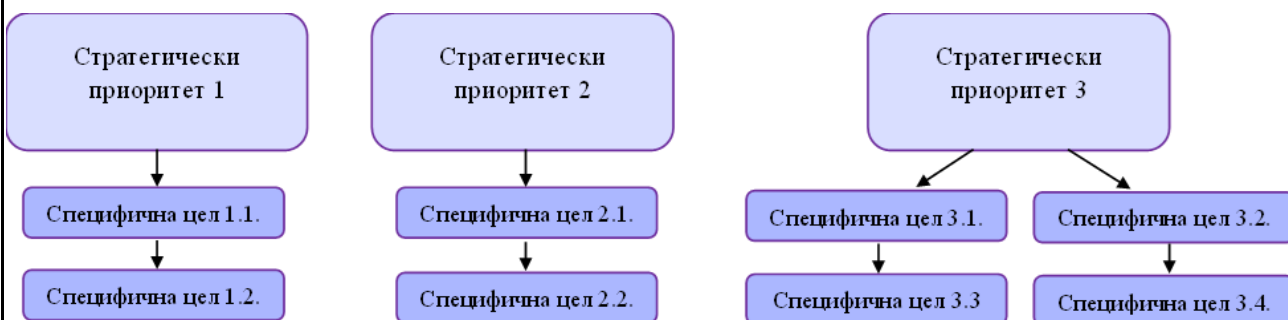 Стратегически
приоритет 1
Стратегически
приоритет 2
Стратегически
приоритет 3
Специфична цел 1.1.
Специфична цел 2.1.
Специфична цел 3.1.
Специфична цел 3.2.
Специфична цел 1.2.
Специфична цел 2.2.
Специфична цел 3.3
Специфична цел 3.4.